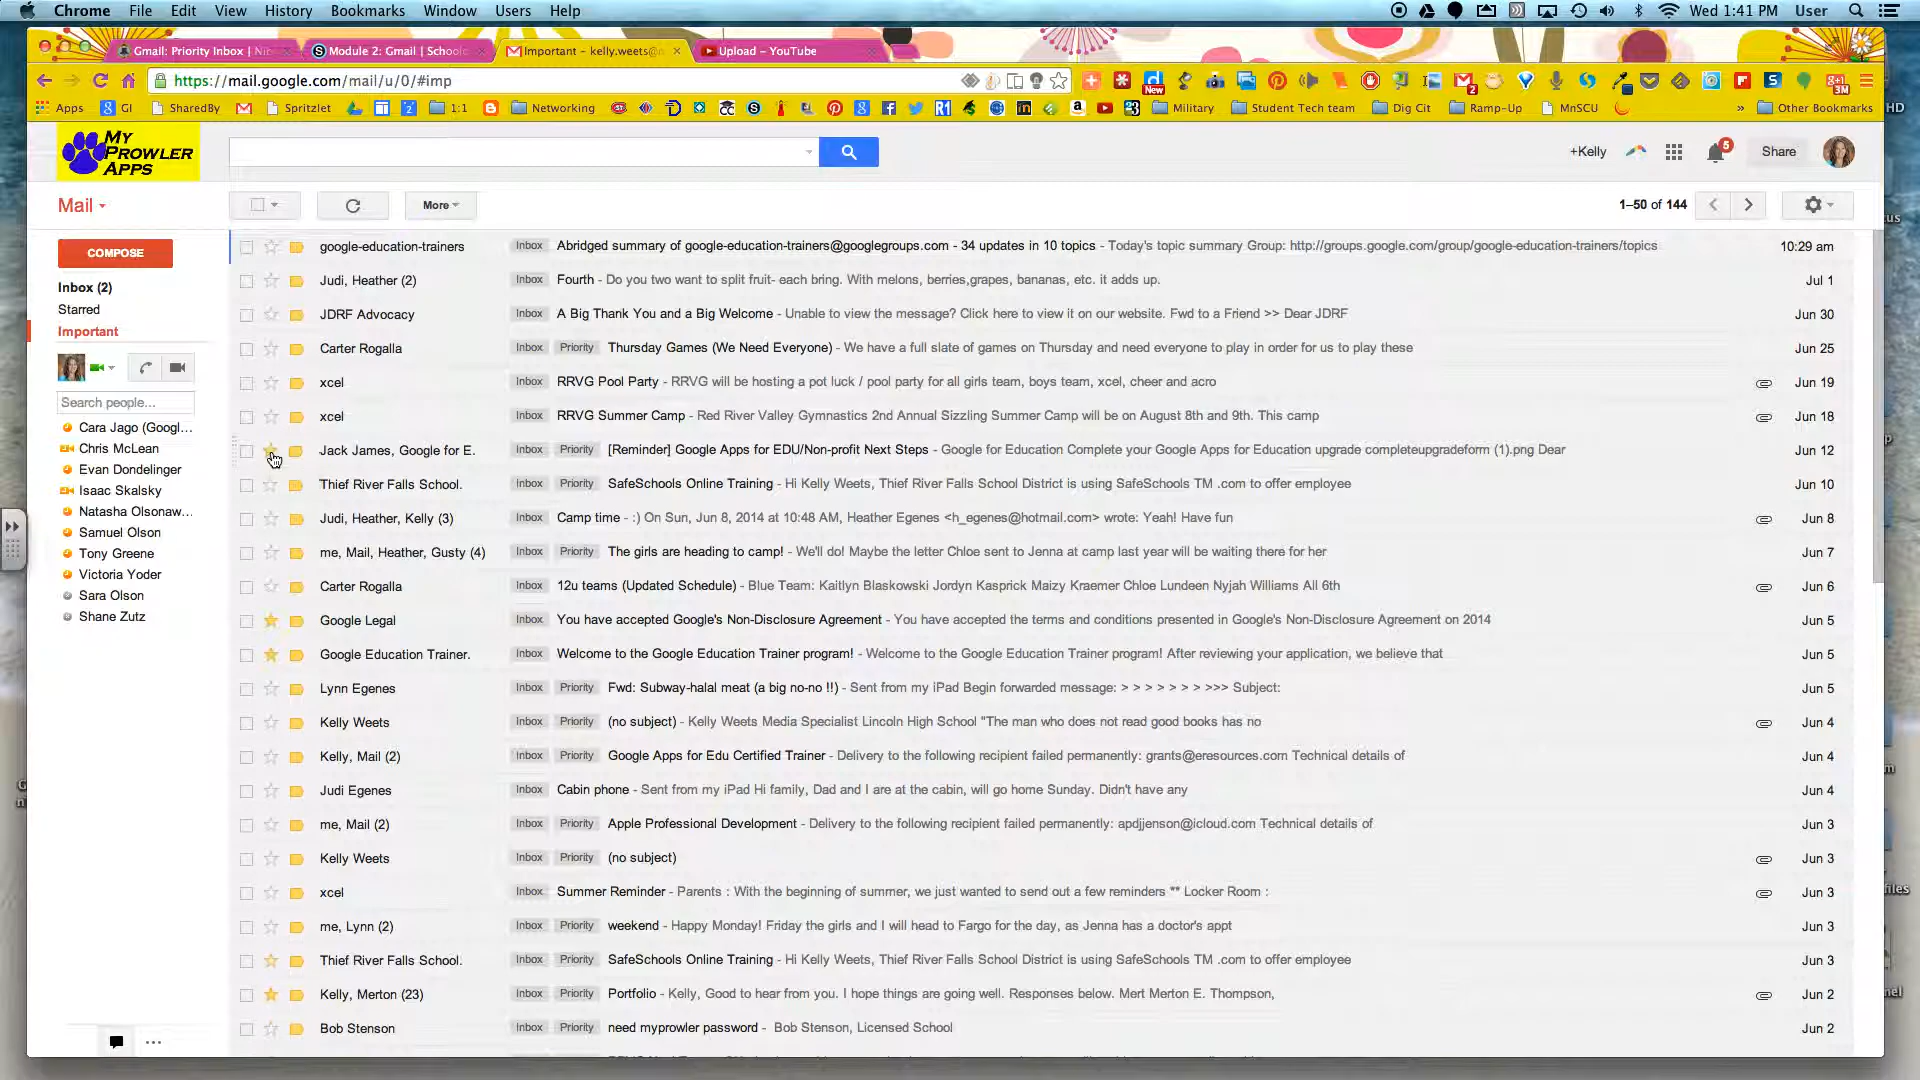 Chrome File Edit View History Bookmarks Window Users Help Wed 1:41 PM User
Gmail: Priority Inbox | Ni Module 2: Gmail | Schoolo Important - kelly.weets@ Upload - YouTube
https://mail.google.com/mail/u/0/#imp New 2 +1 3M
Apps GI SharedBy Spritzlet 1:1 Networking Military Student Tech team Dig Cit Ramp-Up MnSCU » Other Bookmarks
HD
MY PROWLER APPS
+Kelly 5 Share
Mail More 1–50 of 144
COMPOSE
Inbox (2)
Starred
Important
Search people...
Cara Jago (Googl...
Chris McLean
Evan Dondelinger
Isaac Skalsky
Natasha Olsonaw...
Samuel Olson
Tony Greene
Victoria Yoder
Sara Olson
Shane Zutz
google-education-trainers Inbox Abridged summary of google-education-trainers@googlegroups.com - 34 updates in 10 topics - Today's topic summary Group: http://groups.google.com/group/google-education-trainers/topics 10:29 am
Judi, Heather (2) Inbox Fourth - Do you two want to split fruit- each bring. With melons, berries,grapes, bananas, etc. it adds up. Jul 1
JDRF Advocacy Inbox A Big Thank You and a Big Welcome - Unable to view the message? Click here to view it on our website. Fwd to a Friend >> Dear JDRF Jun 30
Carter Rogalla Inbox Priority Thursday Games (We Need Everyone) - We have a full slate of games on Thursday and need everyone to play in order for us to play these Jun 25
xcel Inbox RRVG Pool Party - RRVG will be hosting a pot luck / pool party for all girls team, boys team, xcel, cheer and acro Jun 19
xcel Inbox RRVG Summer Camp - Red River Valley Gymnastics 2nd Annual Sizzling Summer Camp will be on August 8th and 9th. This camp Jun 18
Jack James, Google for E. Inbox Priority [Reminder] Google Apps for EDU/Non-profit Next Steps - Google for Education Complete your Google Apps for Education upgrade completeupgradeform (1).png Dear Jun 12
Thief River Falls School. Inbox Priority SafeSchools Online Training - Hi Kelly Weets, Thief River Falls School District is using SafeSchools TM .com to offer employee Jun 10
Judi, Heather, Kelly (3) Inbox Camp time - :) On Sun, Jun 8, 2014 at 10:48 AM, Heather Egenes <h_egenes@hotmail.com> wrote: Yeah! Have fun Jun 8
me, Mail, Heather, Gusty (4) Inbox Priority The girls are heading to camp! - We'll do! Maybe the letter Chloe sent to Jenna at camp last year will be waiting there for her Jun 7
Carter Rogalla Inbox 12u teams (Updated Schedule) - Blue Team: Kaitlyn Blaskowski Jordyn Kasprick Maizy Kraemer Chloe Lundeen Nyjah Williams All 6th Jun 6
Google Legal Inbox You have accepted Google's Non-Disclosure Agreement - You have accepted the terms and conditions presented in Google's Non-Disclosure Agreement on 2014 Jun 5
Google Education Trainer. Inbox Welcome to the Google Education Trainer program! - Welcome to the Google Education Trainer program! After reviewing your application, we believe that Jun 5
Lynn Egenes Inbox Priority Fwd: Subway-halal meat (a big no-no !!) - Sent from my iPad Begin forwarded message: > > > > > > > >>> Subject: Jun 5
Kelly Weets Inbox Priority (no subject) - Kelly Weets Media Specialist Lincoln High School "The man who does not read good books has no Jun 4
Kelly, Mail (2) Inbox Priority Google Apps for Edu Certified Trainer - Delivery to the following recipient failed permanently: grants@eresources.com Technical details of Jun 4
Judi Egenes Inbox Cabin phone - Sent from my iPad Hi family, Dad and I are at the cabin, will go home Sunday. Didn't have any Jun 4
me, Mail (2) Inbox Priority Apple Professional Development - Delivery to the following recipient failed permanently: apdjjenson@icloud.com Technical details of Jun 3
Kelly Weets Inbox Priority (no subject) Jun 3
xcel Inbox Summer Reminder - Parents : With the beginning of summer, we just wanted to send out a few reminders ** Locker Room : Jun 3
me, Lynn (2) Inbox Priority weekend - Happy Monday! Friday the girls and I will head to Fargo for the day, as Jenna has a doctor's appt Jun 3
Thief River Falls School. Inbox Priority SafeSchools Online Training - Hi Kelly Weets, Thief River Falls School District is using SafeSchools TM .com to offer employee Jun 3
Kelly, Merton (23) Inbox Priority Portfolio - Kelly, Good to hear from you. I hope things are going well. Responses below. Mert Merton E. Thompson, Jun 2
Bob Stenson Inbox Priority need myprowler password - Bob Stenson, Licensed School Jun 2